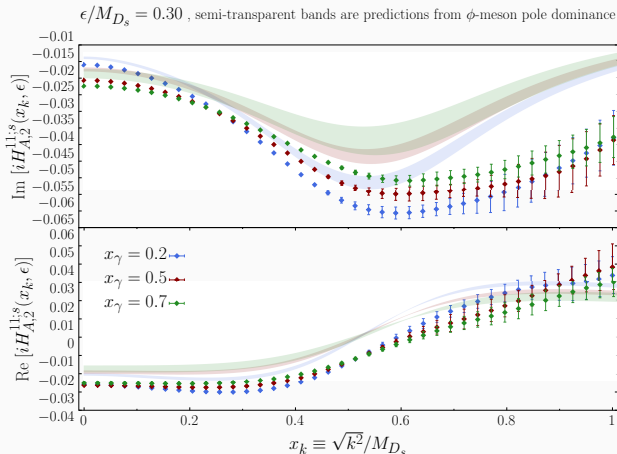 ϵ/M_{D_s} = 0.30 , semi-transparent bands are predictions from ϕ-meson pole dominance
−0.01
−0.015
−0.02
−0.025
−0.03
−0.035
−0.04
−0.045
−0.05
−0.055
−0.06
−0.065
Im [iH^{11;s}_{A,2}(x_k, ϵ)]
0.06
0.05
0.04
0.03
0.02
0.01
0
−0.01
−0.02
−0.03
−0.04
Re [iH^{11;s}_{A,2}(x_k, ϵ)]
x_γ = 0.2
x_γ = 0.5
x_γ = 0.7
0 0.2 0.4 0.6 0.8 1
x_k ≡ √k²/M_{D_s}